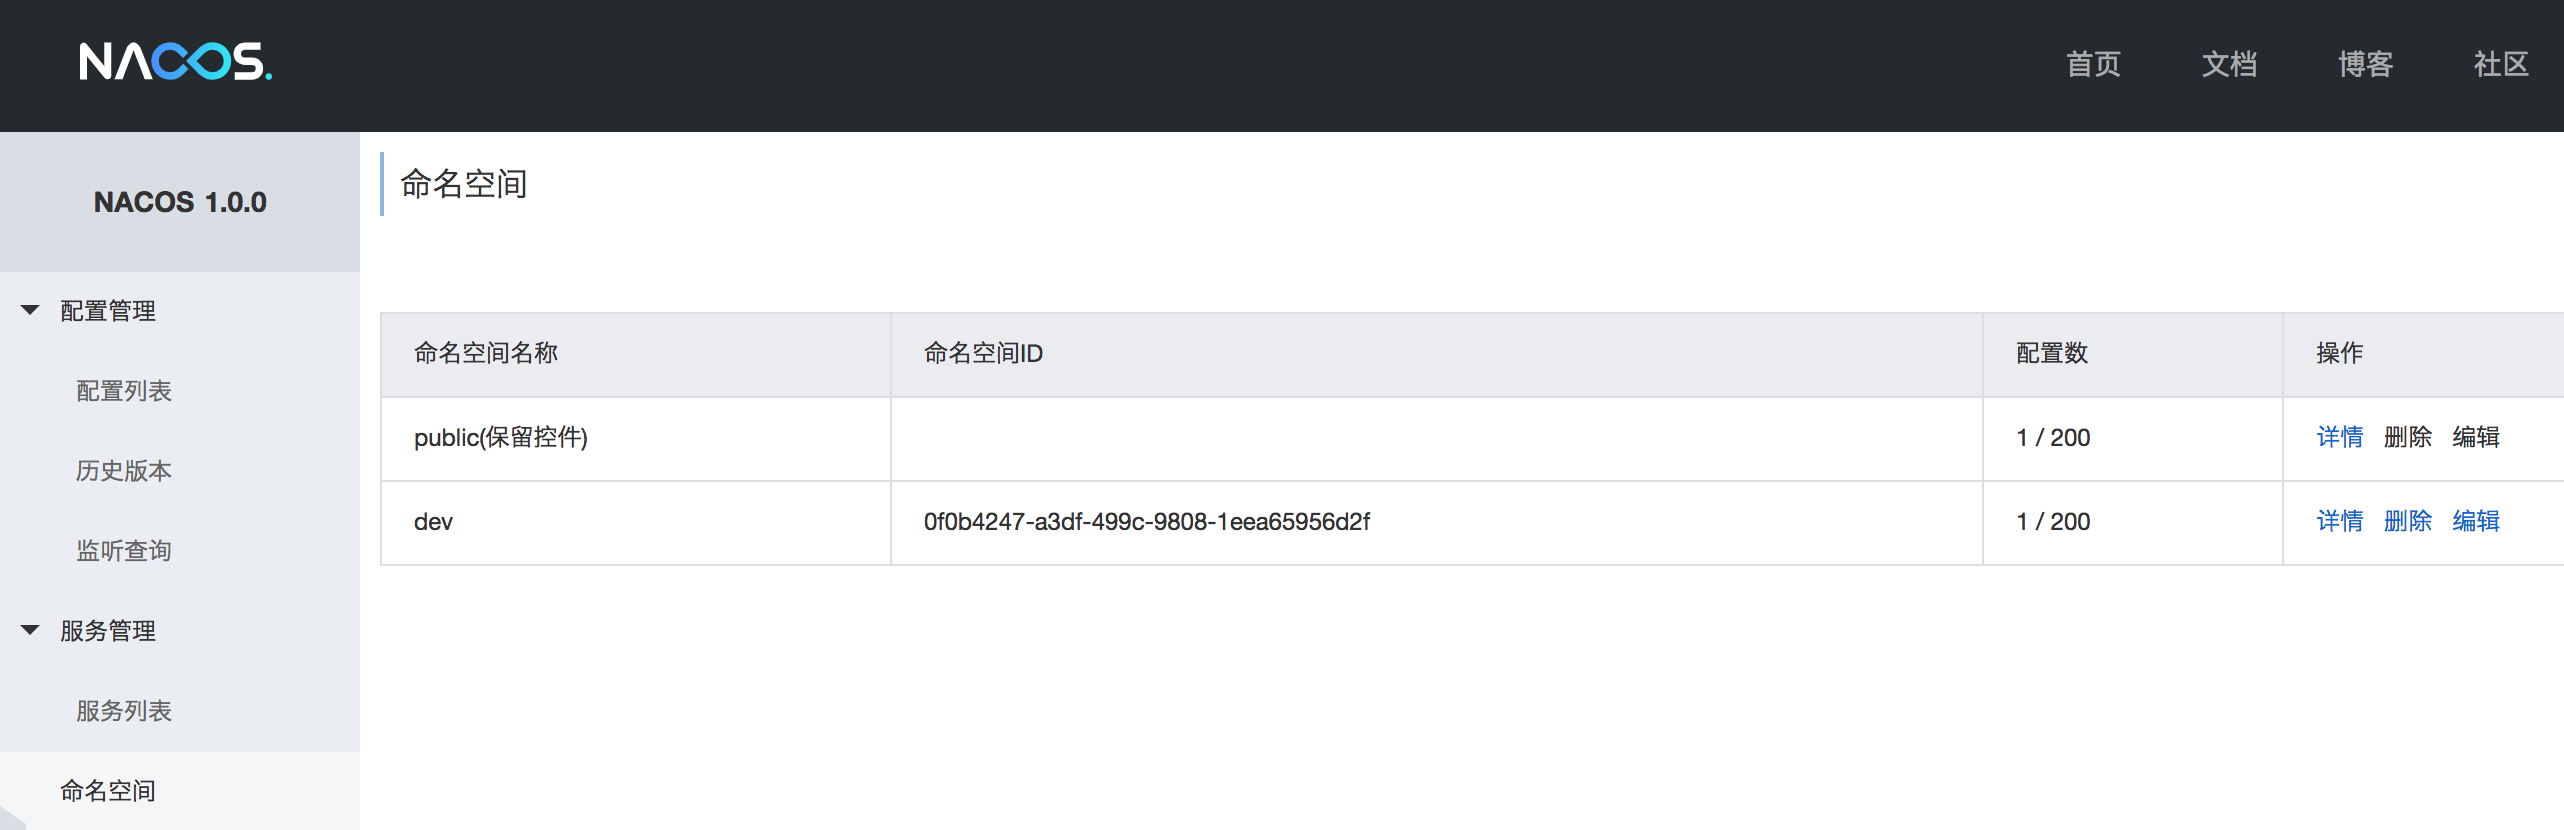 NACOS.
首页 文档 博客 社区
NACOS 1.0.0
配置管理
配置列表
历史版本
监听查询
服务管理
服务列表
命名空间
命名空间
命名空间名称 命名空间ID 配置数 操作
public(保留控件) 1 / 200 详情 删除 编辑
dev 0f0b4247-a3df-499c-9808-1eea65956d2f 1 / 200 详情 删除 编辑